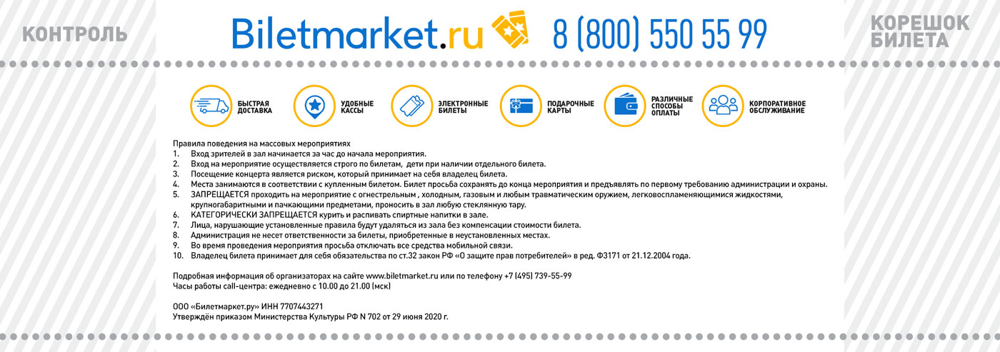 КОНТРОЛЬ
Biletmarket.ru 8 (800) 550 55 99
КОРЕШОК
БИЛЕТА
БЫСТРАЯ
ДОСТАВКА
УДОБНЫЕ
КАССЫ
ЭЛЕКТРОННЫЕ
БИЛЕТЫ
ПОДАРОЧНЫЕ
КАРТЫ
РАЗЛИЧНЫЕ
СПОСОБЫ
ОПЛАТЫ
КОРПОРАТИВНОЕ
ОБСЛУЖИВАНИЕ
Правила поведения на массовых мероприятиях
1. Вход зрителей в зал начинается за час до начала мероприятия.
2. Вход на мероприятие осуществляется строго по билетам, дети при наличии отдельного билета.
3. Посещение концерта является риском, который принимает на себя владелец билета.
4. Места занимаются в соответствии с купленным билетом. Билет просьба сохранять до конца мероприятия и предъявлять по первому требованию администрации и охраны.
5. ЗАПРЕЩАЕТСЯ проходить на мероприятие с огнестрельным , холодным, газовым и любым травматическим оружием, легковоспламеняющимися жидкостями,
крупногабаритными и пачкающими предметами, проносить в зал любую стеклянную тару.
6. КАТЕГОРИЧЕСКИ ЗАПРЕЩАЕТСЯ курить и распивать спиртные напитки в зале.
7. Лица, нарушающие установленные правила будут удаляться из зала без компенсации стоимости билета.
8. Администрация не несет ответственности за билеты, приобретенные в неустановленных местах.
9. Во время проведения мероприятия просьба отключать все средства мобильной связи.
10. Владелец билета принимает для себя обязательства по ст.32 закон РФ «О защите прав потребителей» в ред. ФЗ171 от 21.12.2004 года.
Подробная информация об организаторах на сайте www.biletmarket.ru или по телефону +7 (495) 739-55-99
Часы работы call-центра: ежедневно с 10.00 до 21.00 (мск)
ООО «Билетмаркет.ру» ИНН 7707443271
Утверждён приказом Министерства Культуры РФ N 702 от 29 июня 2020 г.